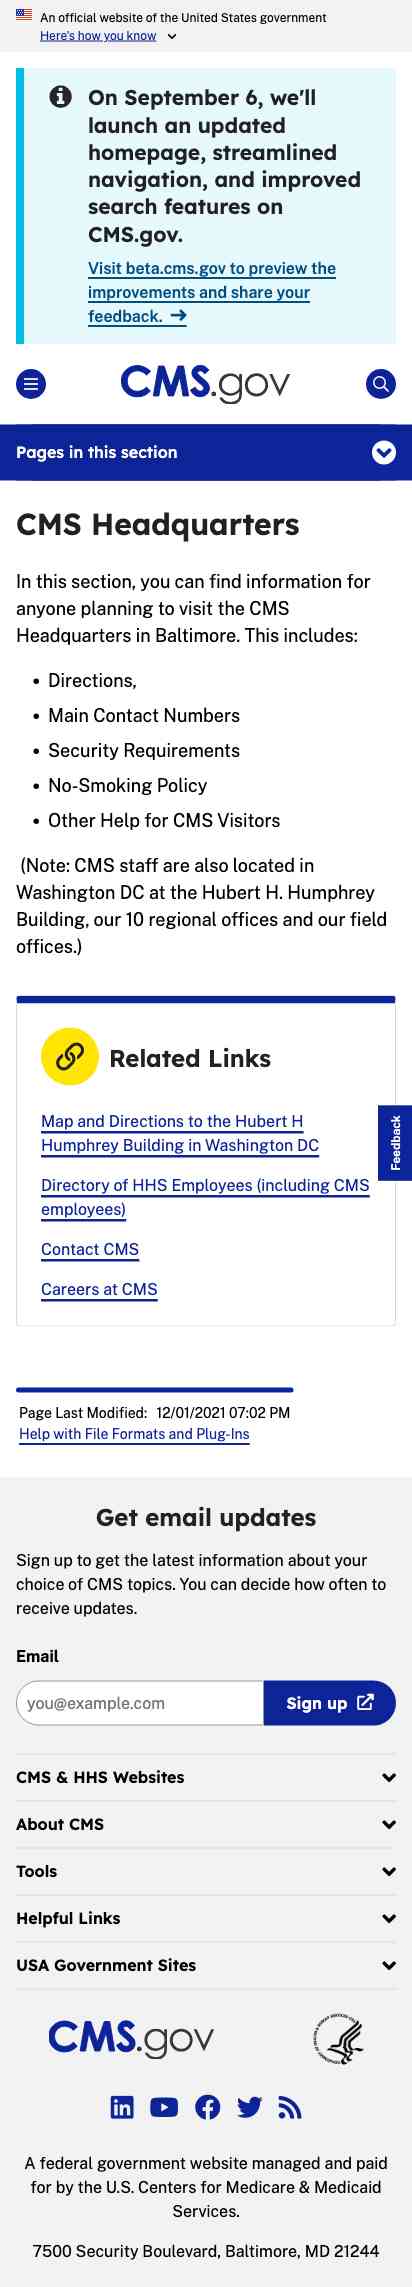 An official website of the United States government
Here's how you know
On September 6, we'll
launch an updated
homepage, streamlined
navigation, and improved
search features on
CMS.gov.
Visit beta.cms.gov to preview the
improvements and share your
feedback.
CMS.gov
Pages in this section
CMS Headquarters
In this section, you can find information for
anyone planning to visit the CMS
Headquarters in Baltimore. This includes:
• Directions,
• Main Contact Numbers
• Security Requirements
• No-Smoking Policy
• Other Help for CMS Visitors
(Note: CMS staff are also located in
Washington DC at the Hubert H. Humphrey
Building, our 10 regional offices and our field
offices.)
Related Links
Map and Directions to the Hubert H
Humphrey Building in Washington DC
Feedback
Directory of HHS Employees (including CMS
employees)
Contact CMS
Careers at CMS
Page Last Modified: 12/01/2021 07:02 PM
Help with File Formats and Plug-Ins
Get email updates
Sign up to get the latest information about your
choice of CMS topics. You can decide how often to
receive updates.
Email
you@example.com
Sign up
CMS & HHS Websites
About CMS
Tools
Helpful Links
USA Government Sites
CMS.gov
A federal government website managed and paid
for by the U.S. Centers for Medicare & Medicaid
Services.
7500 Security Boulevard, Baltimore, MD 21244